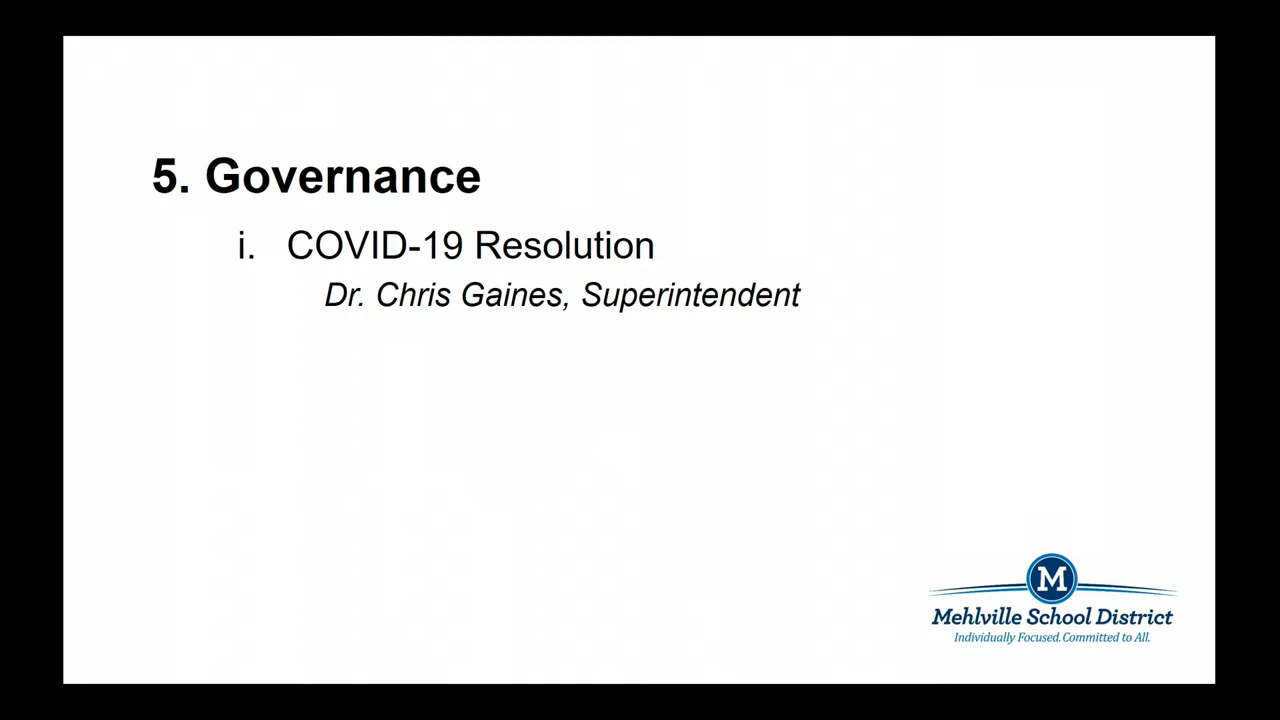 5. Governance
i. COVID-19 Resolution
Dr. Chris Gaines, Superintendent
M
Mehlville School District
Individually Focused. Committed to All.